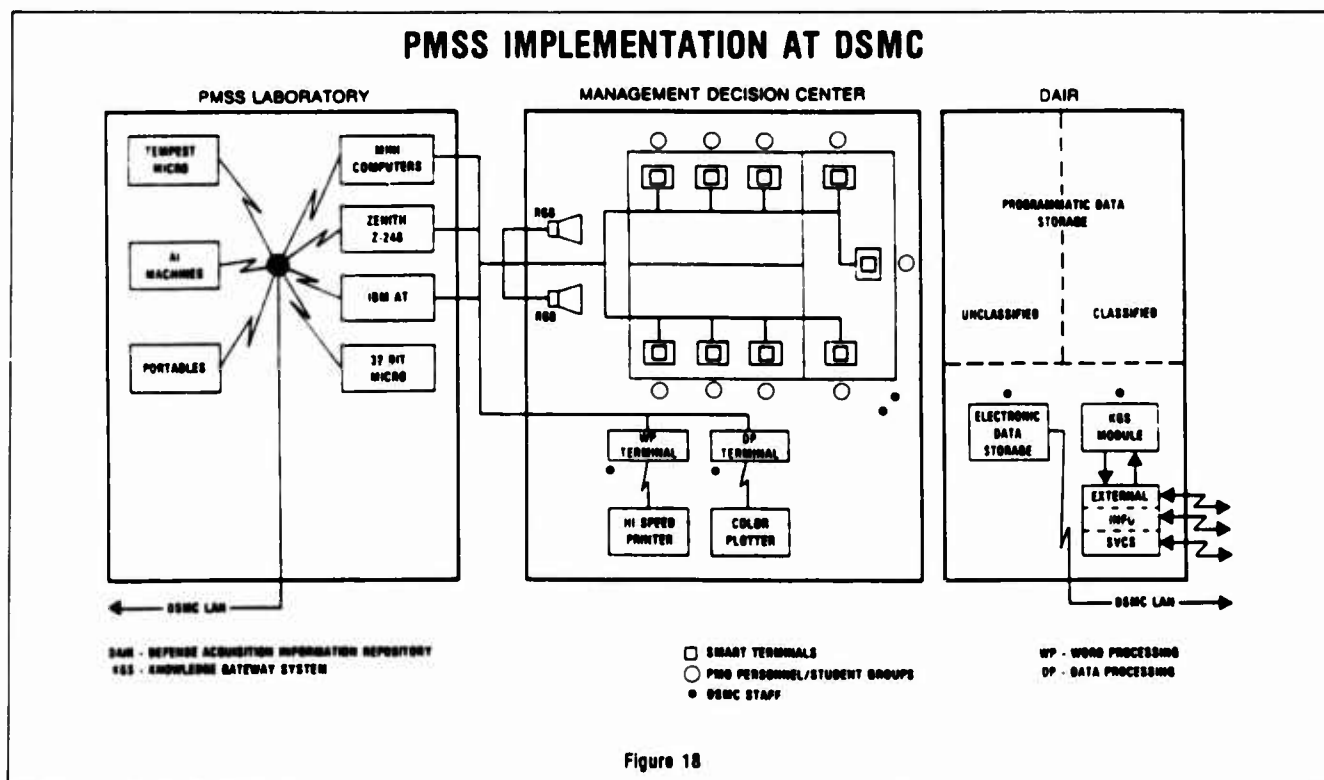 PMSS IMPLEMENTATION AT DSMC
PMSS LABORATORY
TEMPEST
MICRO
MINI
COMPUTERS
ZENITH
Z-248
AI
MACHINES
IBM AT
PORTABLES
32 BIT
MICRO
DSMC LAN
MANAGEMENT DECISION CENTER
RGB
RGB
WP
TERMINAL
DP
TERMINAL
HI SPEED
PRINTER
COLOR
PLOTTER
DAIR
PROGRAMMATIC DATA
STORAGE
UNCLASSIFIED
CLASSIFIED
ELECTRONIC
DATA
STORAGE
KGS
MODULE
EXTERNAL
INFO
SVCS
DSMC LAN
DAIR - DEFENSE ACQUISITION INFORMATION REPOSITORY
KGS - KNOWLEDGE GATEWAY SYSTEM
SMART TERMINALS
PMO PERSONNEL/STUDENT GROUPS
DSMC STAFF
WP - WORD PROCESSING
DP - DATA PROCESSING
Figure 18